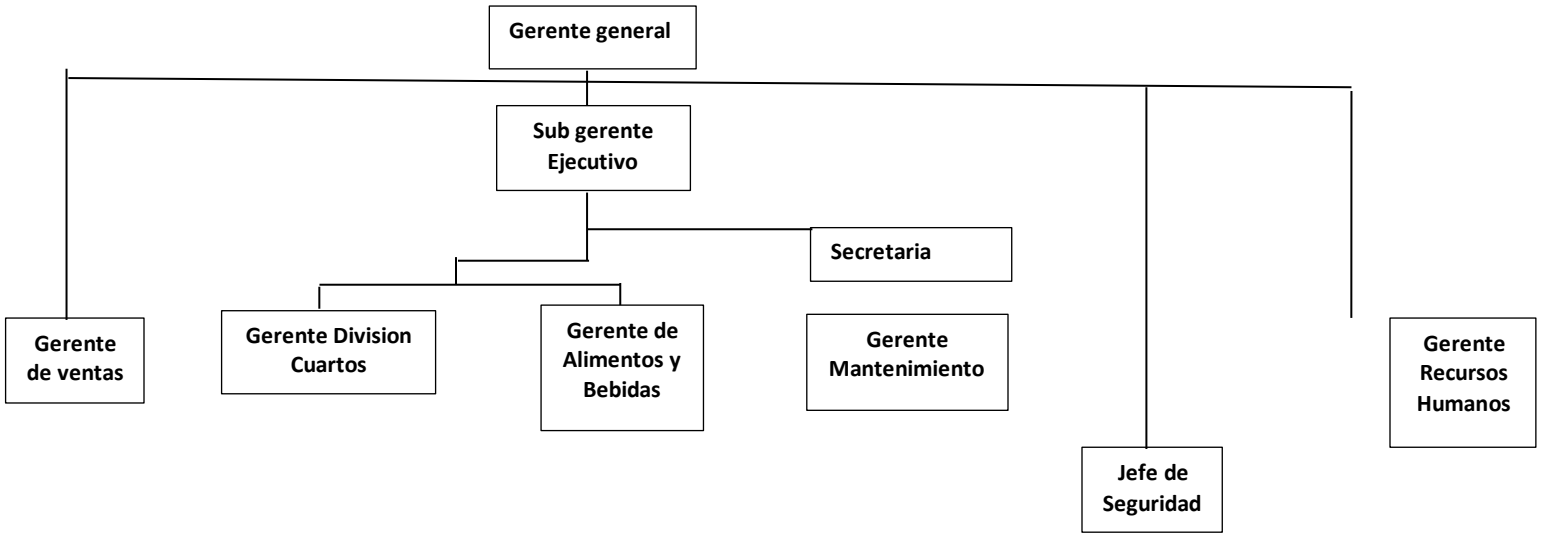 Gerente general
Sub gerente
Ejecutivo
Secretaria
Gerente
de ventas
Gerente Division
Cuartos
Gerente de
Alimentos y
Bebidas
Gerente
Mantenimiento
Gerente
Recursos
Humanos
Jefe de
Seguridad